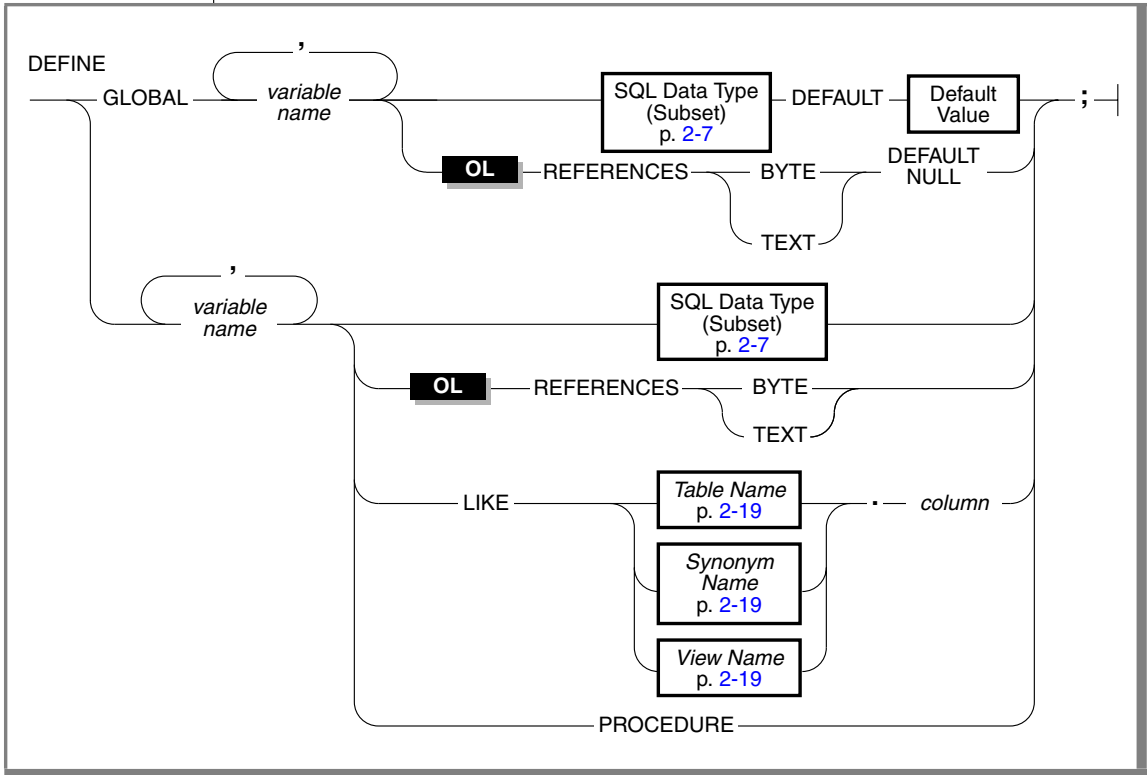 DEFINE
,
GLOBAL
variable
name
SQL Data Type
(Subset)
p. 2-7
DEFAULT
Default
Value
;
OL
REFERENCES
BYTE
TEXT
DEFAULT
NULL
,
variable
name
SQL Data Type
(Subset)
p. 2-7
OL
REFERENCES
BYTE
TEXT
LIKE
Table Name
p. 2-19
.
column
Synonym
Name
p. 2-19
View Name
p. 2-19
PROCEDURE